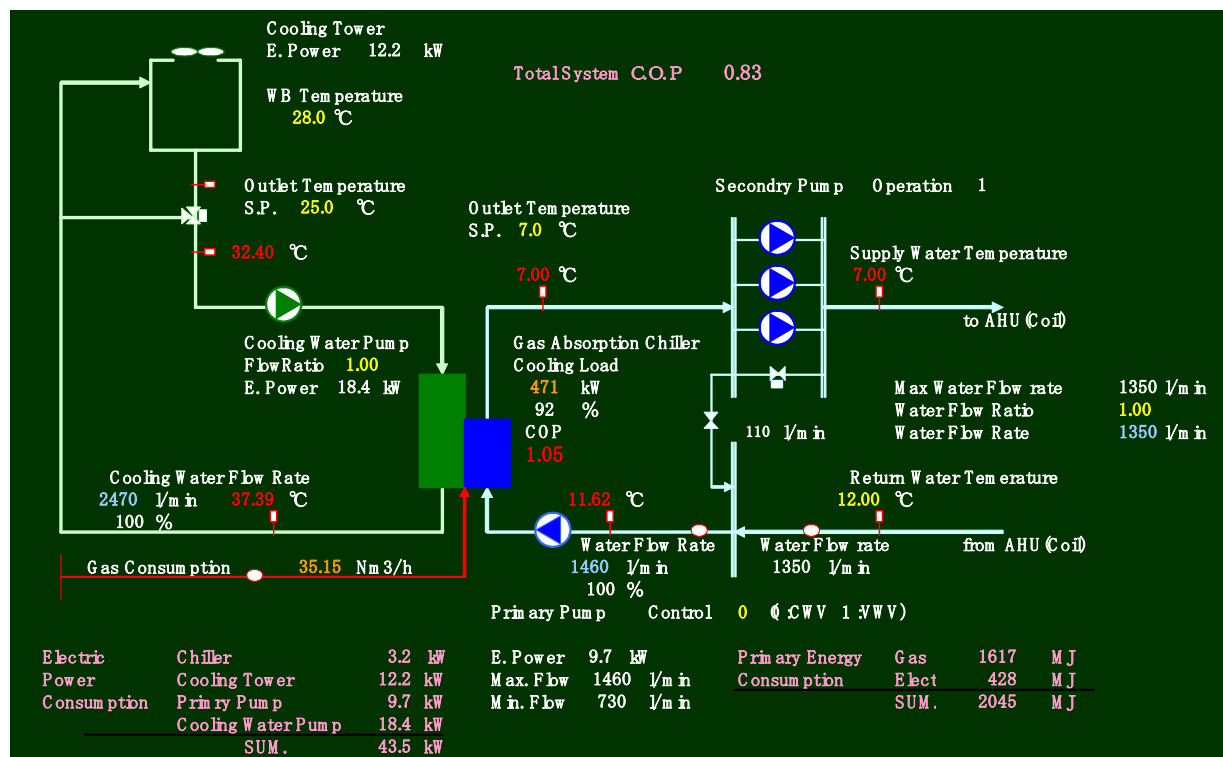 Cooling Tower
E. Power 12.2 kW
Total System C.O.P 0.83
WB Temperature
28.0 ℃
Outlet Temperature
S.P. 25.0 ℃
32.40 ℃
Outlet Temperature
S.P. 7.0 ℃
7.00 ℃
Secondry Pump Operation 1
Supply Water Temperature
7.00 ℃
to AHU(Coil)
Cooling Water Pump
Flow Ratio 1.00
E. Power 18.4 kW
Gas Absorption Chiller
Cooling Load
471 kW
92 %
COP
1.05
Max Water Flow rate 1350 l/min
Water Flow Ratio 1.00
Water Flow Rate 1350 l/min
110 l/min
Cooling Water Flow Rate
2470 l/min 37.39 ℃
100 %
11.62 ℃
Return Water Temerature
12.00 ℃
Water Flow Rate
1460 l/min
100 %
Water Flow rate
1350 l/min
from AHU(Coil)
Gas Consumption 35.15 Nm3/h
Primary Pump Control 0 (0:CWV 1:VWV)
Electric Chiller 3.2 kW
Power Cooling Tower 12.2 kW
Consumption Primry Pump 9.7 kW
Cooling Water Pump 18.4 kW
SUM. 43.5 kW
E. Power 9.7 kW
Max. Flow 1460 l/min
Min. Flow 730 l/min
Primary Energy Gas 1617 MJ
Consumption Elect 428 MJ
SUM. 2045 MJ